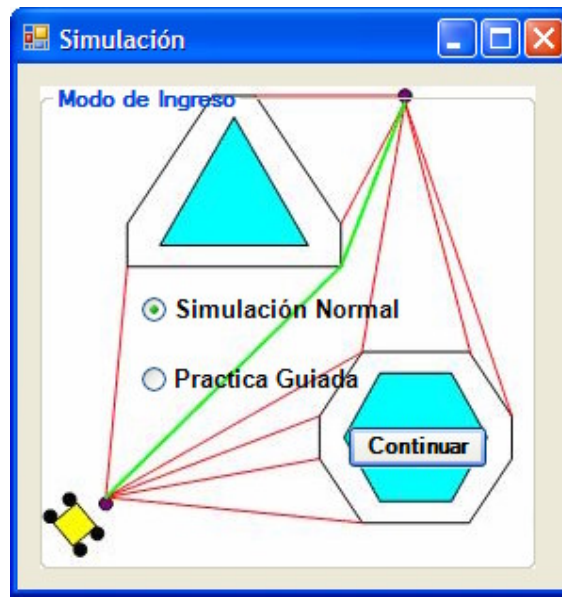 Simulación
Modo de Ingreso
Simulación Normal
Practica Guiada
Continuar